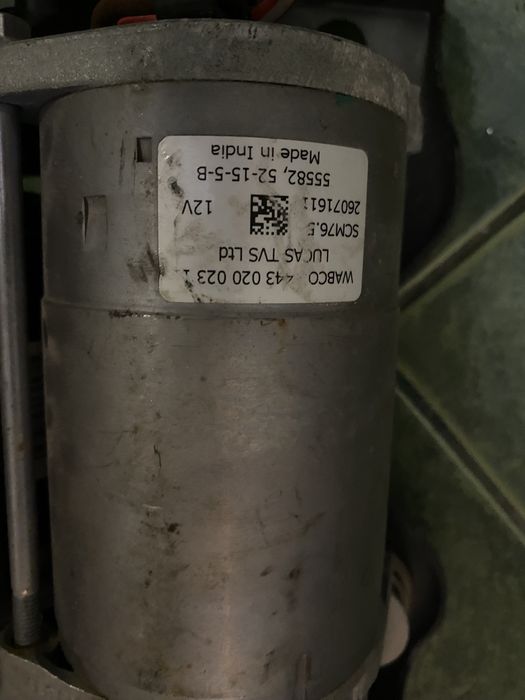 WABCO 443 020 023 1
LUCAS TVS Ltd
SCM76.5
26071611 12V
55582, 52-15-5-B
Made in India